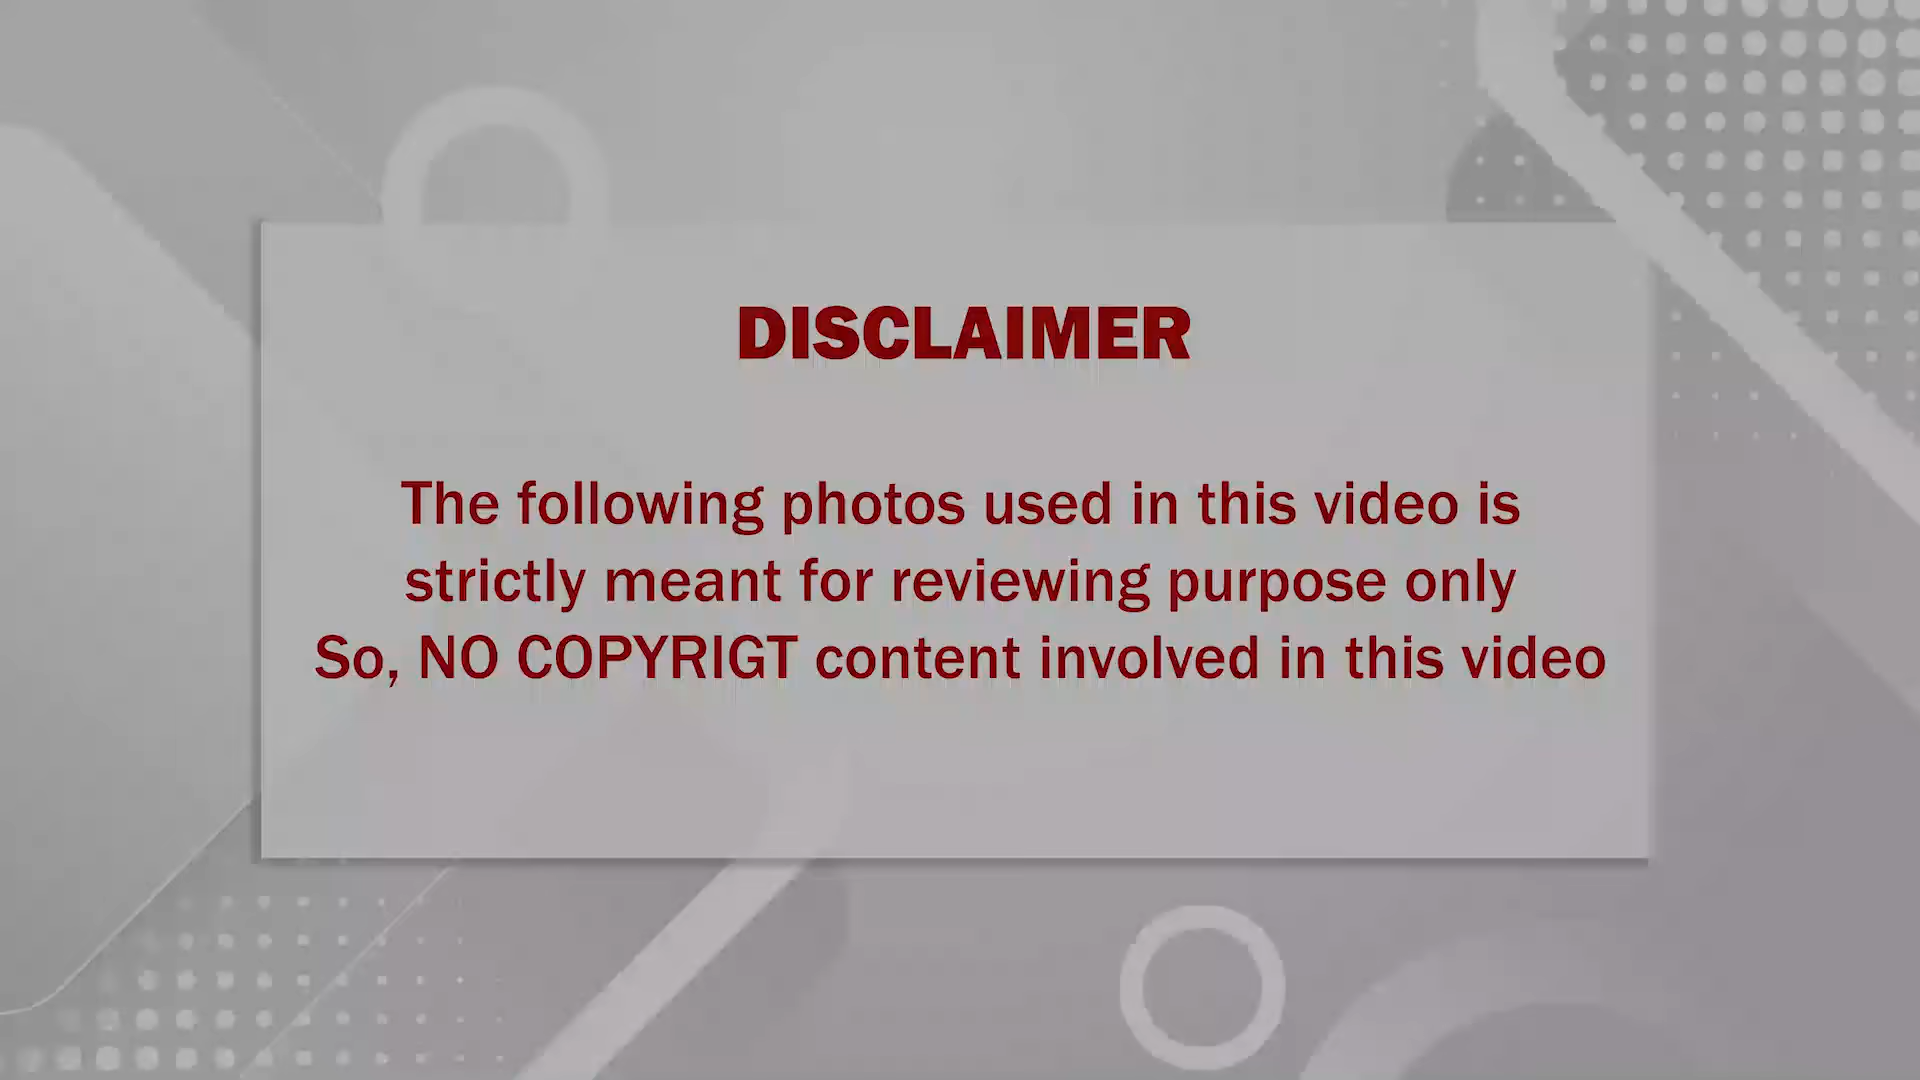 DISCLAIMER
The following photos used in this video is
strictly meant for reviewing purpose only
So, NO COPYRIGT content involved in this video